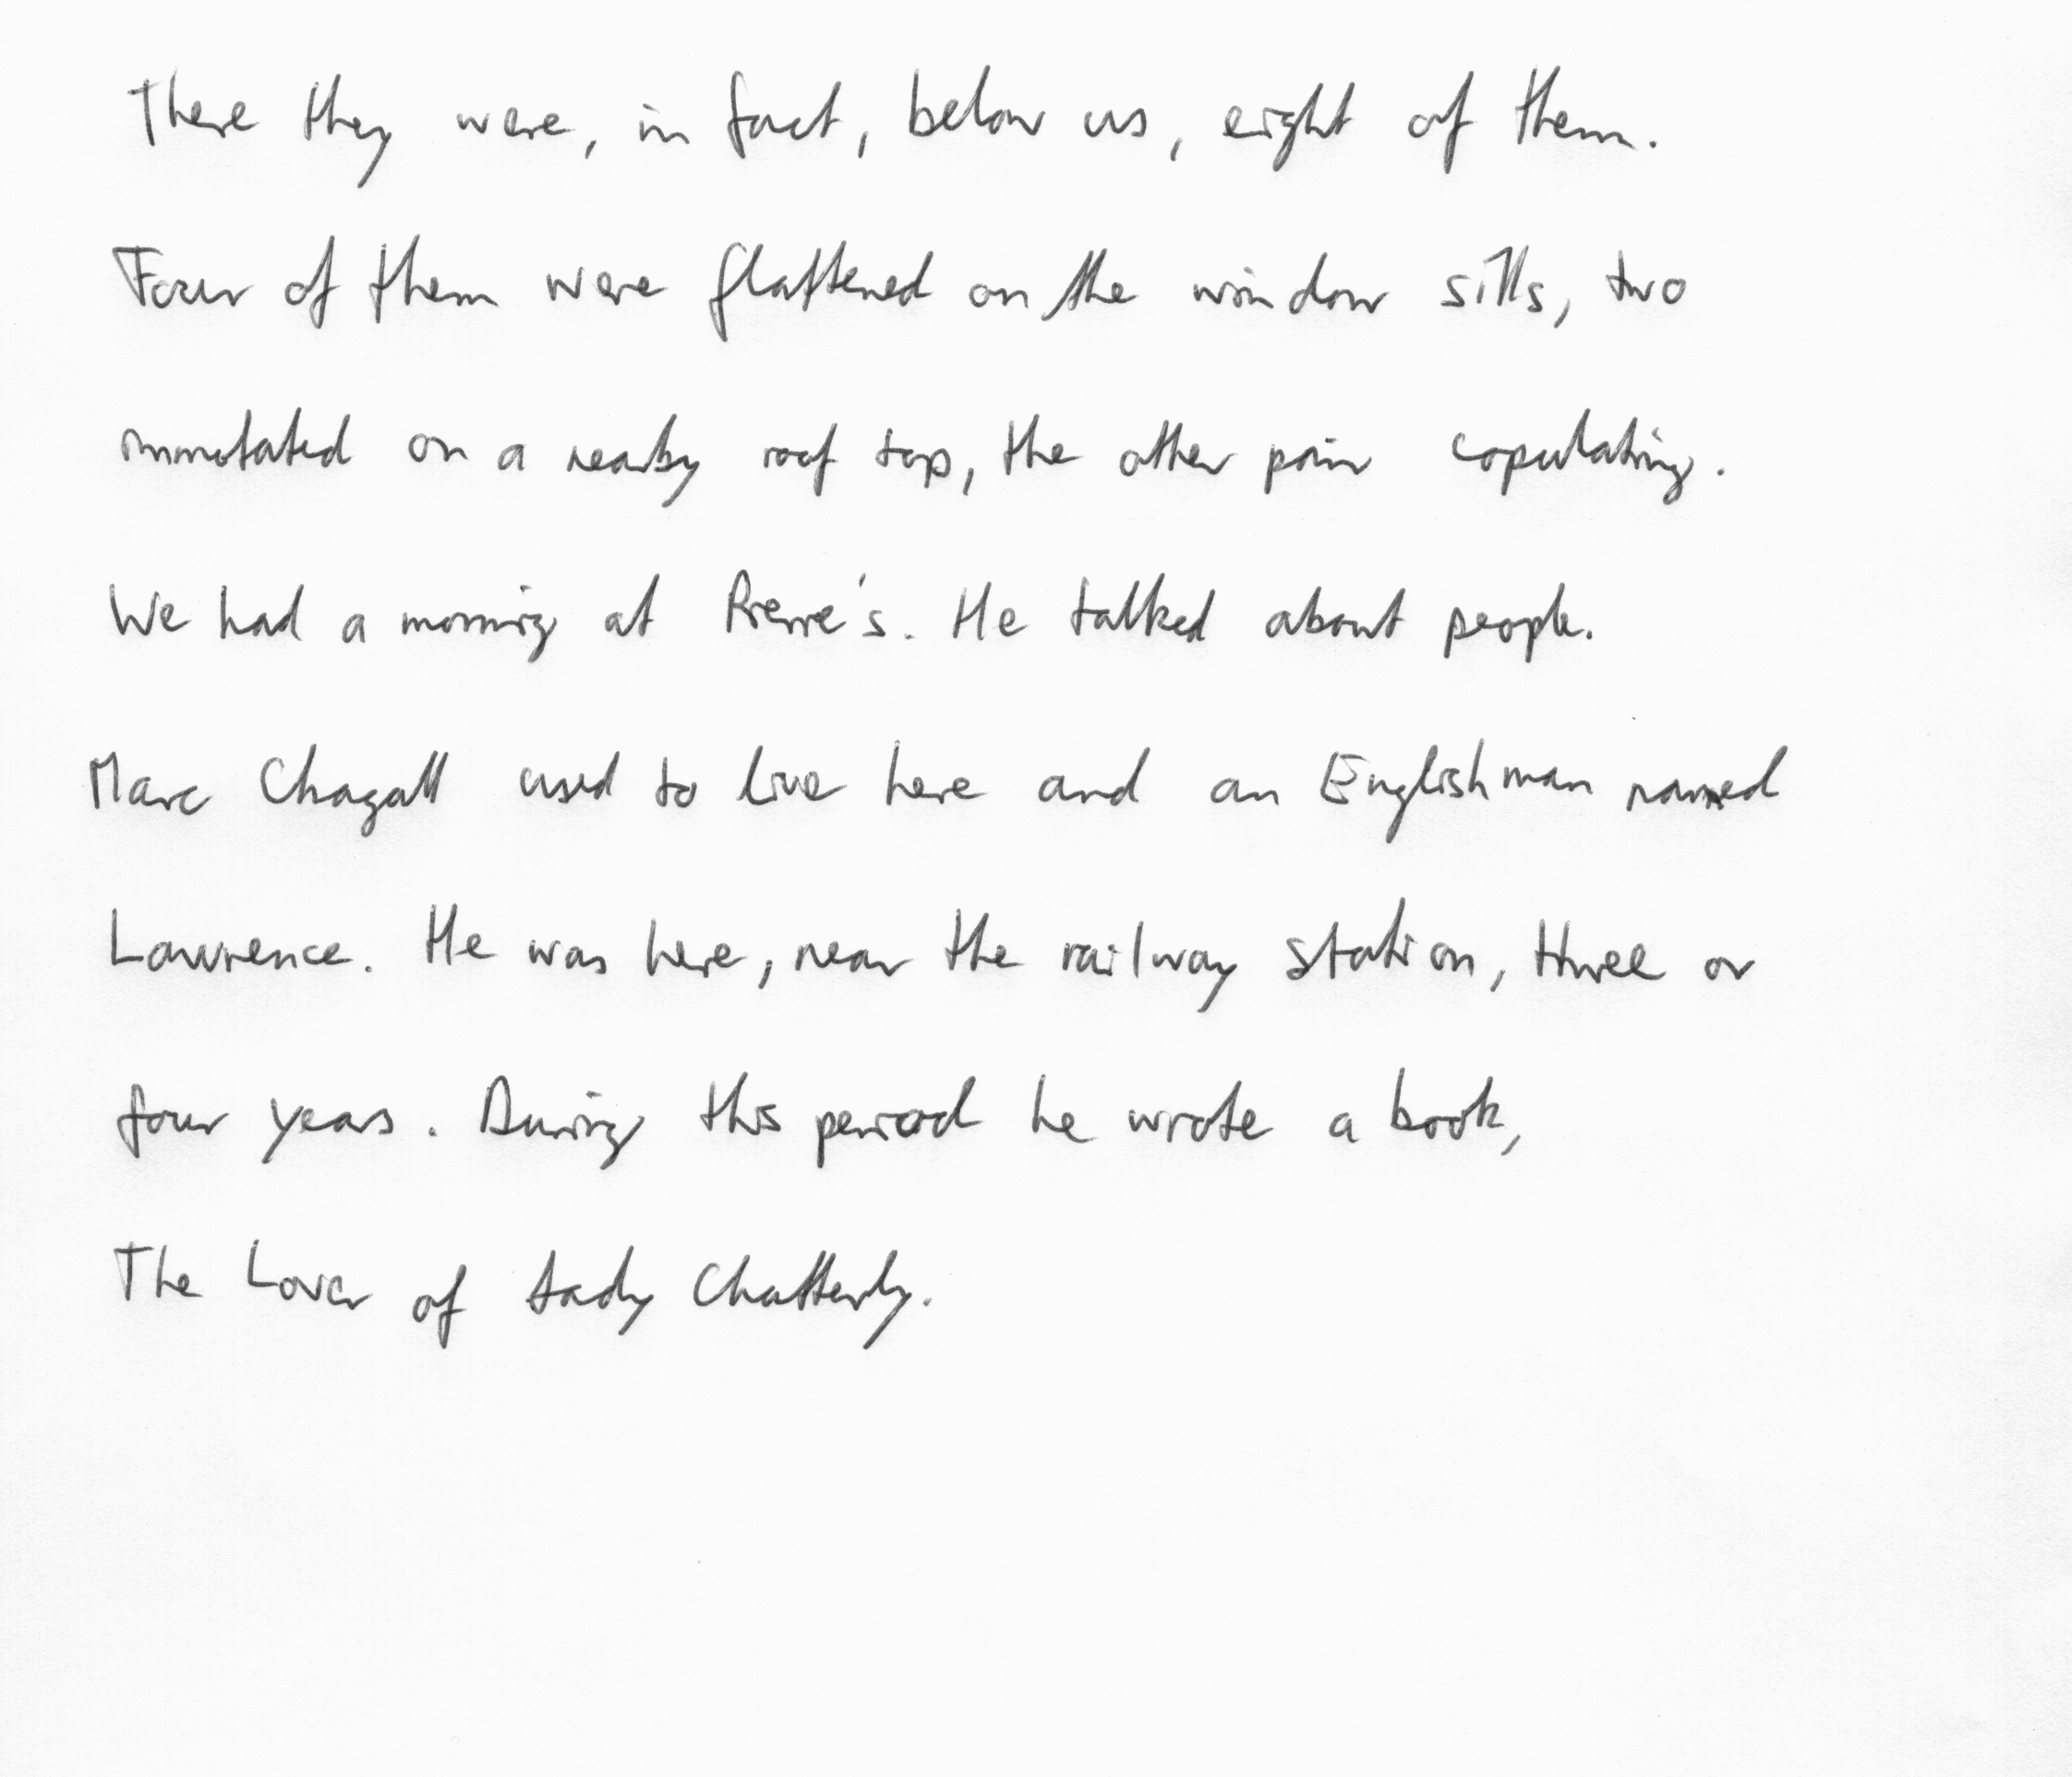 There they were, in fact, below us, eight of them.
Four of them were flattened on the window sills, two
on a nearby roof top, the other pair copulating.
We had a morning at Pierre's. He talked about people.
Marc Chagall used to live here and an Englishman named
Lawrence. He was here, near the railway station, three or
four years. During this period he wrote a book,
The Lover of Lady Chatterly.